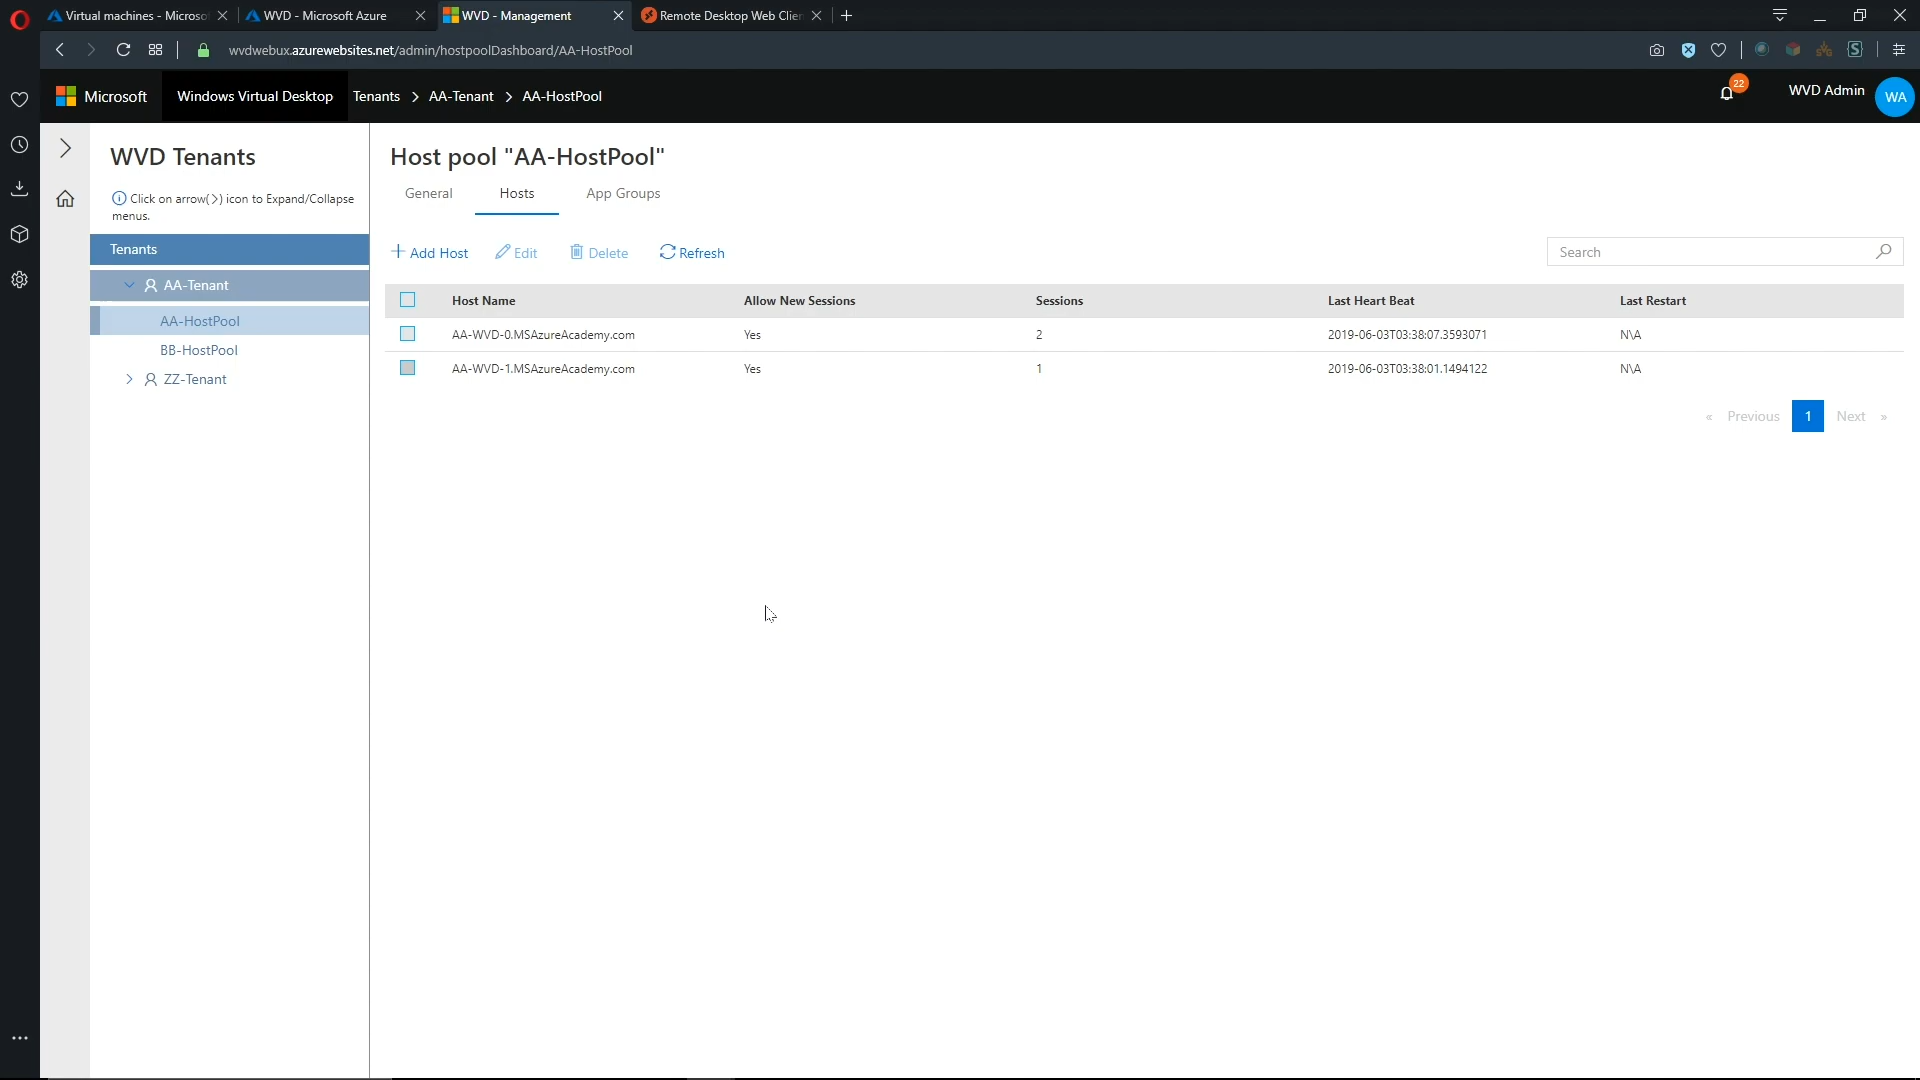 Virtual machines - Microso
WVD - Microsoft Azure
WVD - Management
Remote Desktop Web Clien
wvdwebux.azurewebsites.net/admin/hostpoolDashboard/AA-HostPool
Microsoft
Windows Virtual Desktop
Tenants > AA-Tenant > AA-HostPool
22
WVD Admin
WA
WVD Tenants
Click on arrow(>) icon to Expand/Collapse
menus.
Tenants
AA-Tenant
AA-HostPool
BB-HostPool
ZZ-Tenant
Host pool "AA-HostPool"
General Hosts App Groups
Add Host Edit Delete Refresh
Search
Host Name Allow New Sessions Sessions Last Heart Beat Last Restart
AA-WVD-0.MSAzureAcademy.com Yes 2 2019-06-03T03:38:07.3593071 N\A
AA-WVD-1.MSAzureAcademy.com Yes 1 2019-06-03T03:38:01.1494122 N\A
« Previous 1 Next »